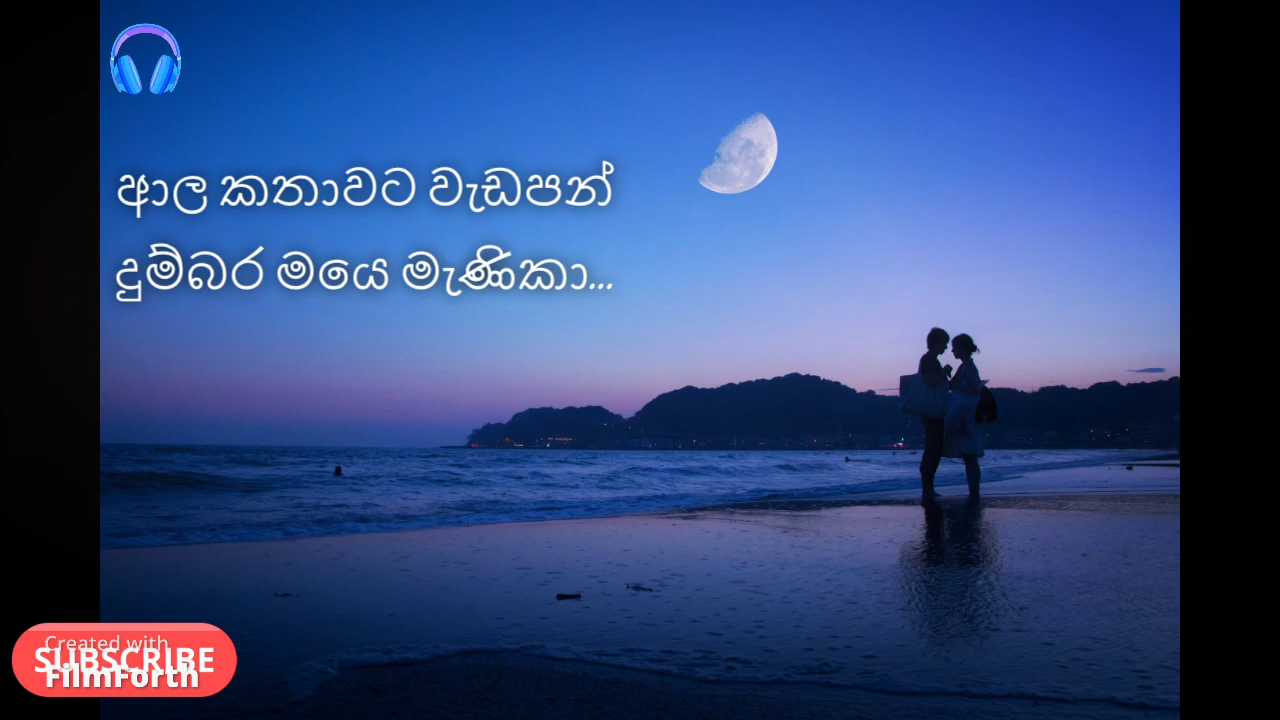 ආල කතාවට වැඩපන්
දුම්බර මයෙ මැණිකා...
Created with
SUBSCRIBE
FilmForth